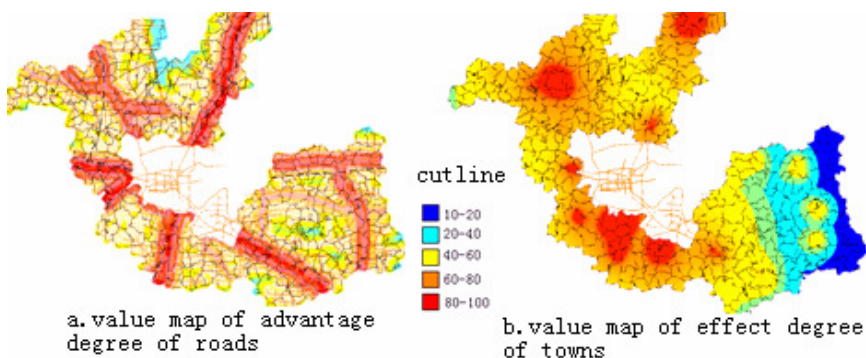 cutline
10-20
20-40
40-60
60-80
80-100
a.value map of advantage
degree of roads
b.value map of effect degree
of towns